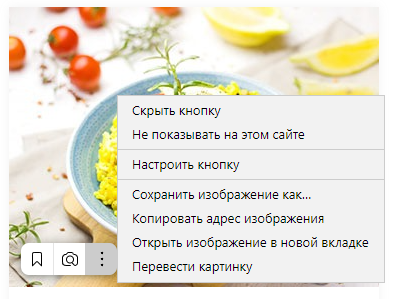 Скрыть кнопку
Не показывать на этом сайте
Настроить кнопку
Сохранить изображение как...
Копировать адрес изображения
Открыть изображение в новой вкладке
Перевести картинку